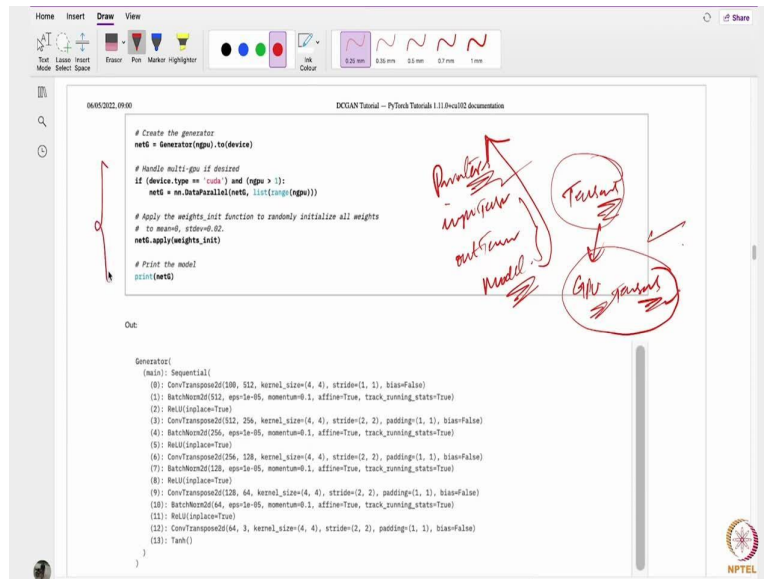 Home Insert Draw View
Share
Text Mode Lasso Select Insert Space Eraser Pen Marker Highlighter Ink Colour 0.25 mm 0.35 mm 0.5 mm 0.7 mm 1 mm
06/05/2022, 09:00 DCGAN Tutorial — PyTorch Tutorials 1.11.0+cu102 documentation
# Create the generator
netG = Generator(ngpu).to(device)
# Handle multi-gpu if desired
if (device.type == 'cuda') and (ngpu > 1):
netG = nn.DataParallel(netG, list(range(ngpu)))
# Apply the weights_init function to randomly initialize all weights
# to mean=0, stdev=0.02.
netG.apply(weights_init)
# Print the model
print(netG)
Model
Tensors
GPU Tensors
Out:
Generator(
(main): Sequential(
(0): ConvTranspose2d(100, 512, kernel_size=(4, 4), stride=(1, 1), bias=False)
(1): BatchNorm2d(512, eps=1e-05, momentum=0.1, affine=True, track_running_stats=True)
(2): ReLU(inplace=True)
(3): ConvTranspose2d(512, 256, kernel_size=(4, 4), stride=(2, 2), padding=(1, 1), bias=False)
(4): BatchNorm2d(256, eps=1e-05, momentum=0.1, affine=True, track_running_stats=True)
(5): ReLU(inplace=True)
(6): ConvTranspose2d(256, 128, kernel_size=(4, 4), stride=(2, 2), padding=(1, 1), bias=False)
(7): BatchNorm2d(128, eps=1e-05, momentum=0.1, affine=True, track_running_stats=True)
(8): ReLU(inplace=True)
(9): ConvTranspose2d(128, 64, kernel_size=(4, 4), stride=(2, 2), padding=(1, 1), bias=False)
(10): BatchNorm2d(64, eps=1e-05, momentum=0.1, affine=True, track_running_stats=True)
(11): ReLU(inplace=True)
(12): ConvTranspose2d(64, 3, kernel_size=(4, 4), stride=(2, 2), padding=(1, 1), bias=False)
(13): Tanh()
)
)
NPTEL